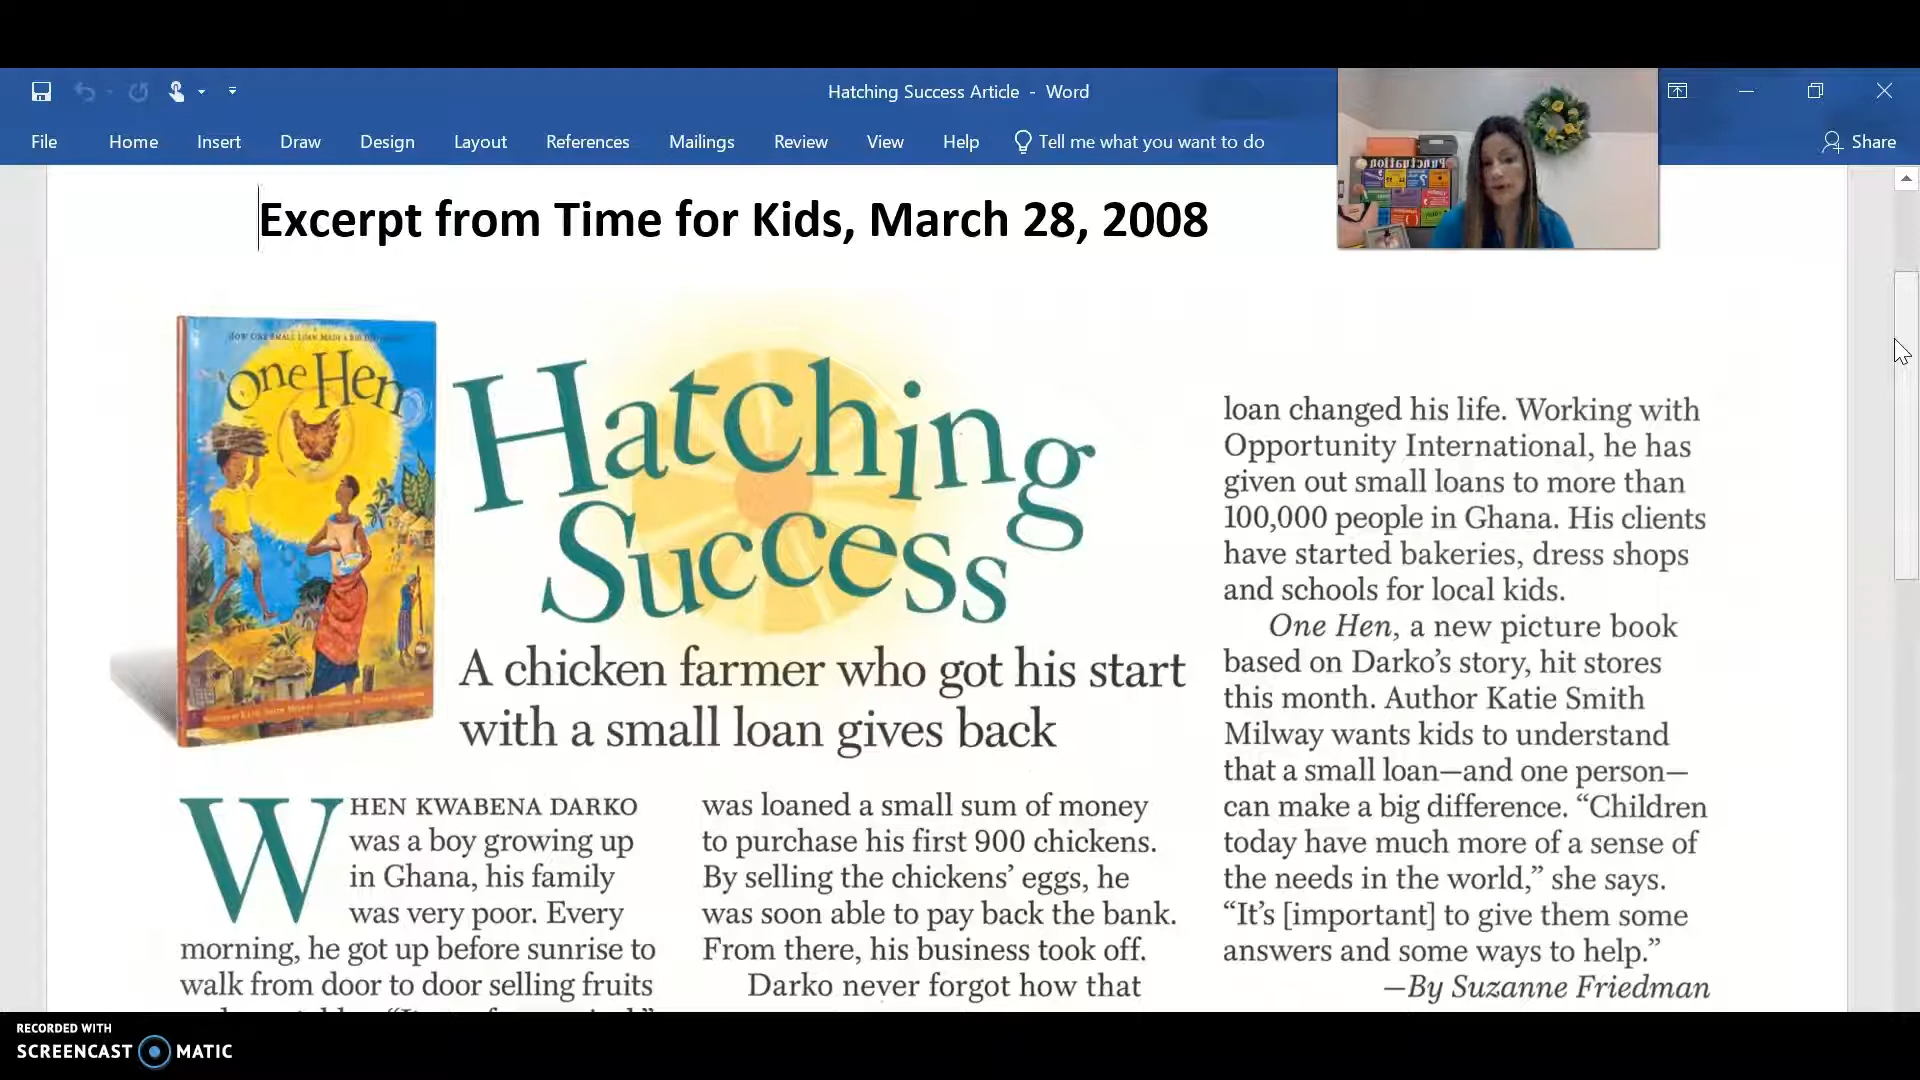 Hatching Success Article - Word
File Home Insert Draw Design Layout References Mailings Review View Help Tell me what you want to do Share
Punctuation
Excerpt from Time for Kids, March 28, 2008
HOW ONE SMALL LOAN MADE A BIG
One Hen
Hatching
Success
A chicken farmer who got his start
with a small loan gives back
WHEN KWABENA DARKO
was a boy growing up
in Ghana, his family
was very poor. Every
morning, he got up before sunrise to
walk from door to door selling fruits
was loaned a small sum of money
to purchase his first 900 chickens.
By selling the chickens’ eggs, he
was soon able to pay back the bank.
From there, his business took off.
Darko never forgot how that
loan changed his life. Working with
Opportunity International, he has
given out small loans to more than
100,000 people in Ghana. His clients
have started bakeries, dress shops
and schools for local kids.
One Hen, a new picture book
based on Darko’s story, hit stores
this month. Author Katie Smith
Milway wants kids to understand
that a small loan—and one person—
can make a big difference. “Children
today have much more of a sense of
the needs in the world,” she says.
“It’s [important] to give them some
answers and some ways to help.”
—By Suzanne Friedman
RECORDED WITH
SCREENCAST MATIC